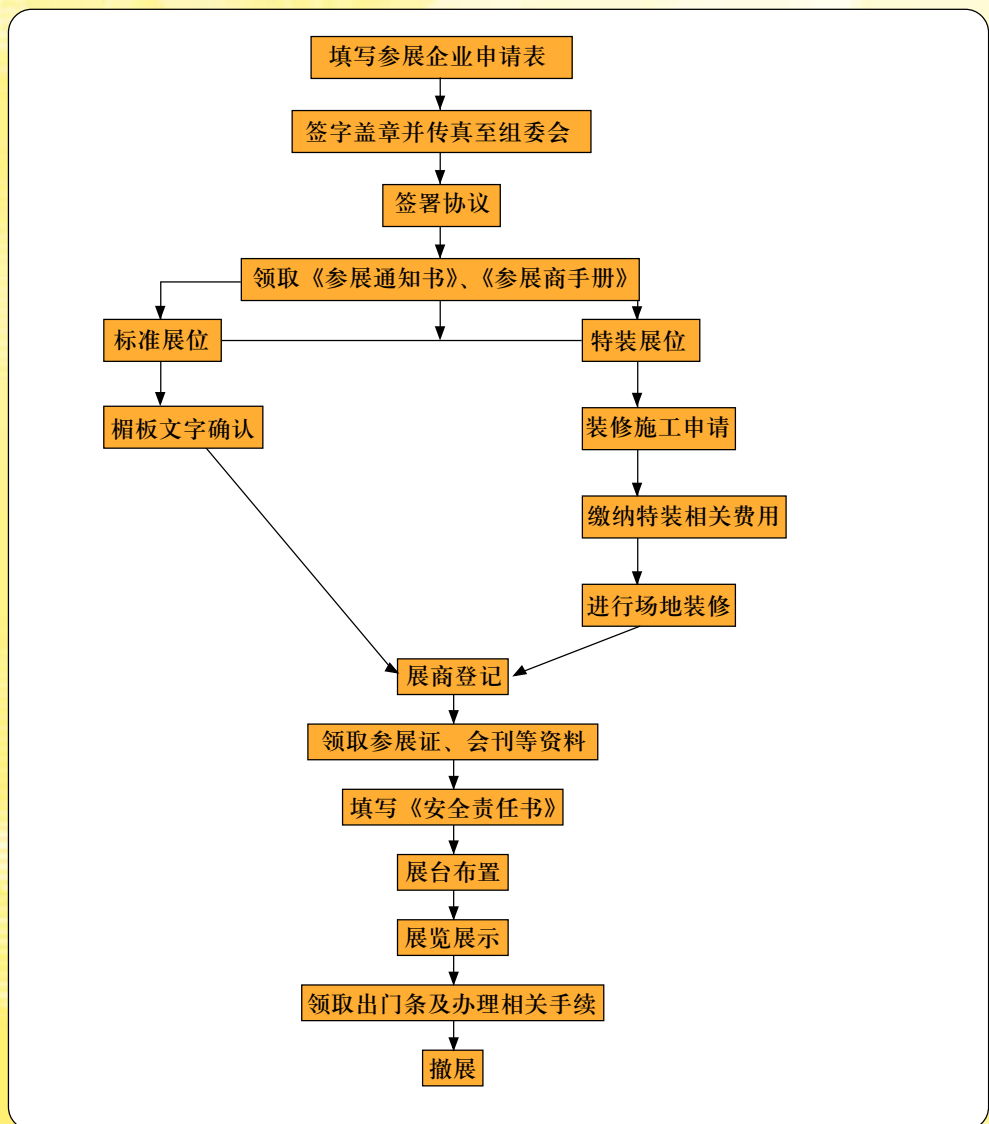 填写参展企业申请表
签字盖章并传真至组委会
签署协议
领取《参展通知书》、《参展商手册》
标准展位
特装展位
楣板文字确认
装修施工申请
缴纳特装相关费用
进行场地装修
展商登记
领取参展证、会刊等资料
填写《安全责任书》
展台布置
展览展示
领取出门条及办理相关手续
撤展